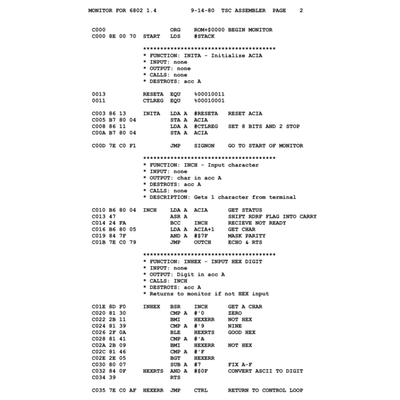 MONITOR FOR 6802 1.4 9-14-80 TSC ASSEMBLER PAGE 2
C000 ORG ROM+$0000 BEGIN MONITOR
C000 8E 00 70 START LDS #STACK
*************************************
* FUNCTION: INITA - Initialize ACIA
* INPUT: none
* OUTPUT: none
* CALLS: none
* DESTROYS: acc A
0013 RESETA EQU %00010011
0011 CTLREG EQU %00010001
C003 86 13 INITA LDA A #RESETA RESET ACIA
C005 B7 80 04 STA A ACIA
C008 86 11 LDA A #CTLREG SET 8 BITS AND 2 STOP
C00A B7 80 04 STA A ACIA
C00D 7E C0 F1 JMP SIGNON GO TO START OF MONITOR
*************************************
* FUNCTION: INCH - Input character
* INPUT: none
* OUTPUT: char in acc A
* DESTROYS: acc A
* CALLS: none
* DESCRIPTION: Gets 1 character from terminal
C010 B6 80 04 INCH LDA A ACIA GET STATUS
C013 47 ASR A SHIFT RDRF FLAG INTO CARRY
C014 24 FA BCC INCH RECIEVE NOT READY
C016 B6 80 05 LDA A ACIA+1 GET CHAR
C019 84 7F AND A #$7F MASK PARITY
C01B 7E C0 79 JMP OUTCH ECHO & RTS
*************************************
* FUNCTION: INHEX - INPUT HEX DIGIT
* INPUT: none
* OUTPUT: Digit in acc A
* CALLS: INCH
* DESTROYS: acc A
* Returns to monitor if not HEX input
C01E 8D F0 INHEX BSR INCH GET A CHAR
C020 81 30 CMP A #'0 ZERO
C022 2B 11 BMI HEXERR NOT HEX
C024 81 39 CMP A #'9 NINE
C026 2F 0A BLE HEXRTS GOOD HEX
C028 81 41 CMP A #'A
C02A 2B 09 BMI HEXERR NOT HEX
C02C 81 46 CMP A #'F
C02E 2E 05 BGT HEXERR
C030 80 07 SUB A #7 FIX A-F
C032 84 0F HEXRTS AND A #$0F CONVERT ASCII TO DIGIT
C034 39 RTS
C035 7E C0 AF HEXERR JMP CTRL RETURN TO CONTROL LOOP